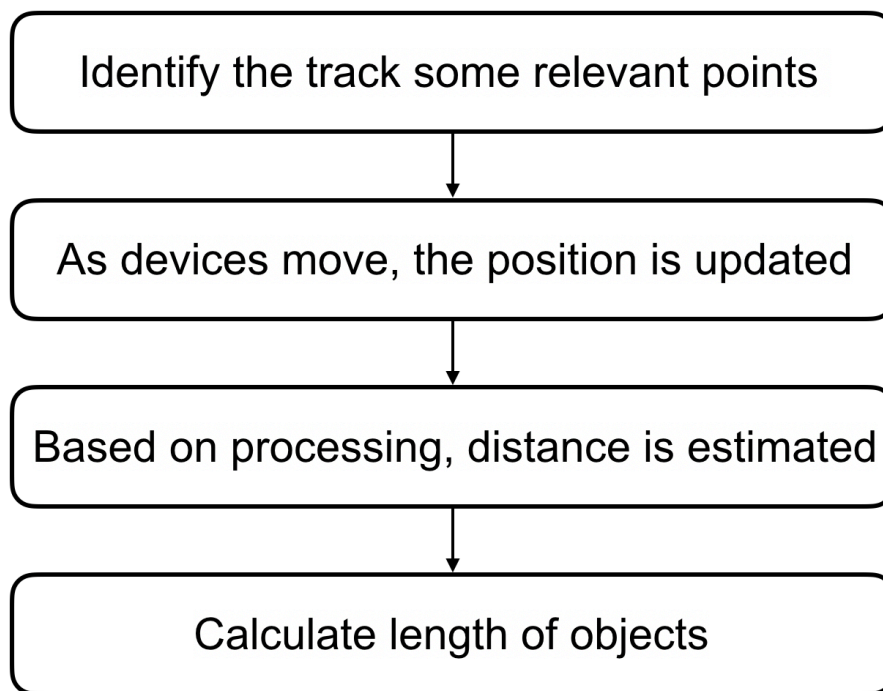 Identify the track some relevant points
As devices move, the position is updated
Based on processing, distance is estimated
Calculate length of objects